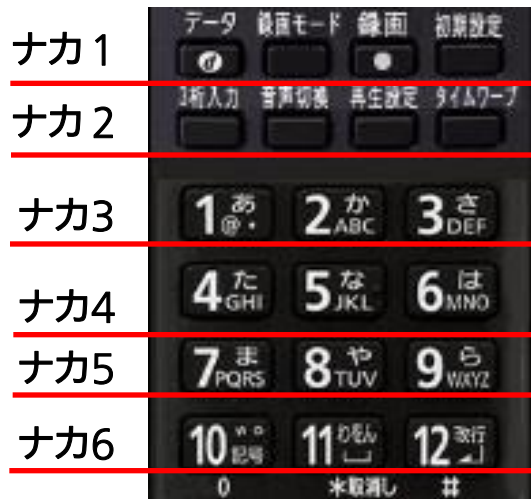 ナカ1 データ 録画モード 録画 初期設定
d
ナカ2 3桁入力 音声切換 再生設定 タイムワープ
ナカ3 1 あ @・ 2 か ABC 3 さ DEF
ナカ4 4 た GHI 5 な JKL 6 は MNO
ナカ5 7 ま PQRS 8 や TUV 9 ら WXYZ
ナカ6 10 ゛゜ 記号 11 わをん 12 改行
0 *取消し #